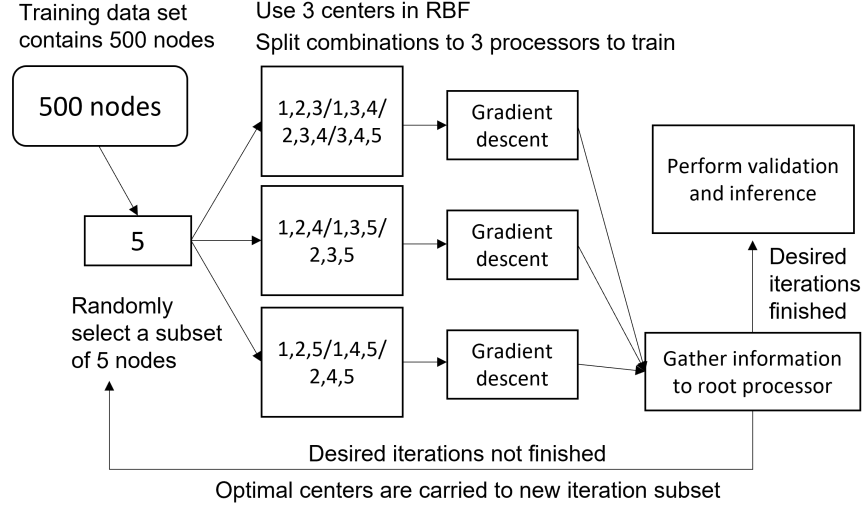 Training data set
contains 500 nodes
Use 3 centers in RBF
Split combinations to 3 processors to train
500 nodes
5
Randomly
select a subset
of 5 nodes
1,2,3/1,3,4/
2,3,4/3,4,5
1,2,4/1,3,5/
2,3,5
1,2,5/1,4,5/
2,4,5
Gradient
descent
Gradient
descent
Gradient
descent
Perform validation
and inference
Desired
iterations
finished
Gather information
to root processor
Desired iterations not finished
Optimal centers are carried to new iteration subset